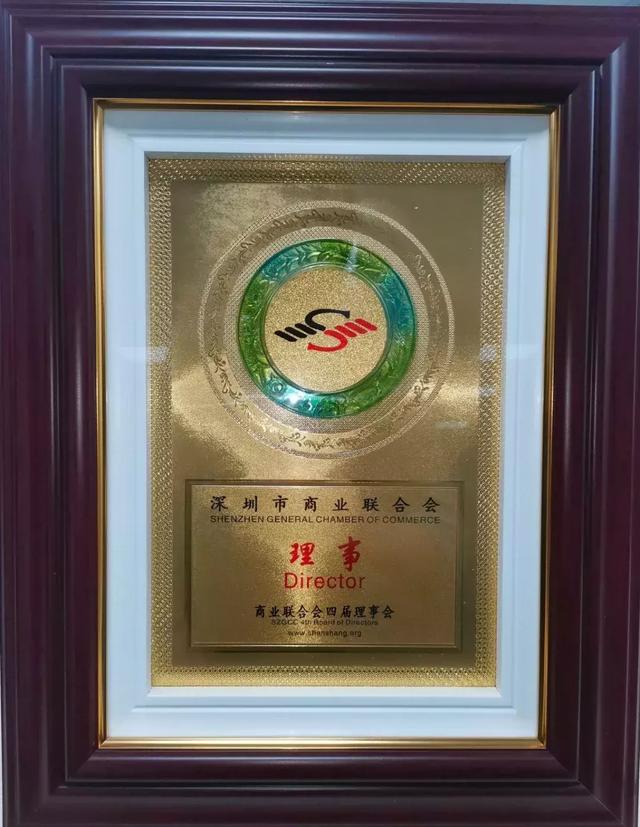 深圳市商业联合会
SHENZHEN GENERAL CHAMBER OF COMMERCE
理事
Director
商业联合会四届理事会
SZGCC 4th Board of Directors
www.shenshang.org